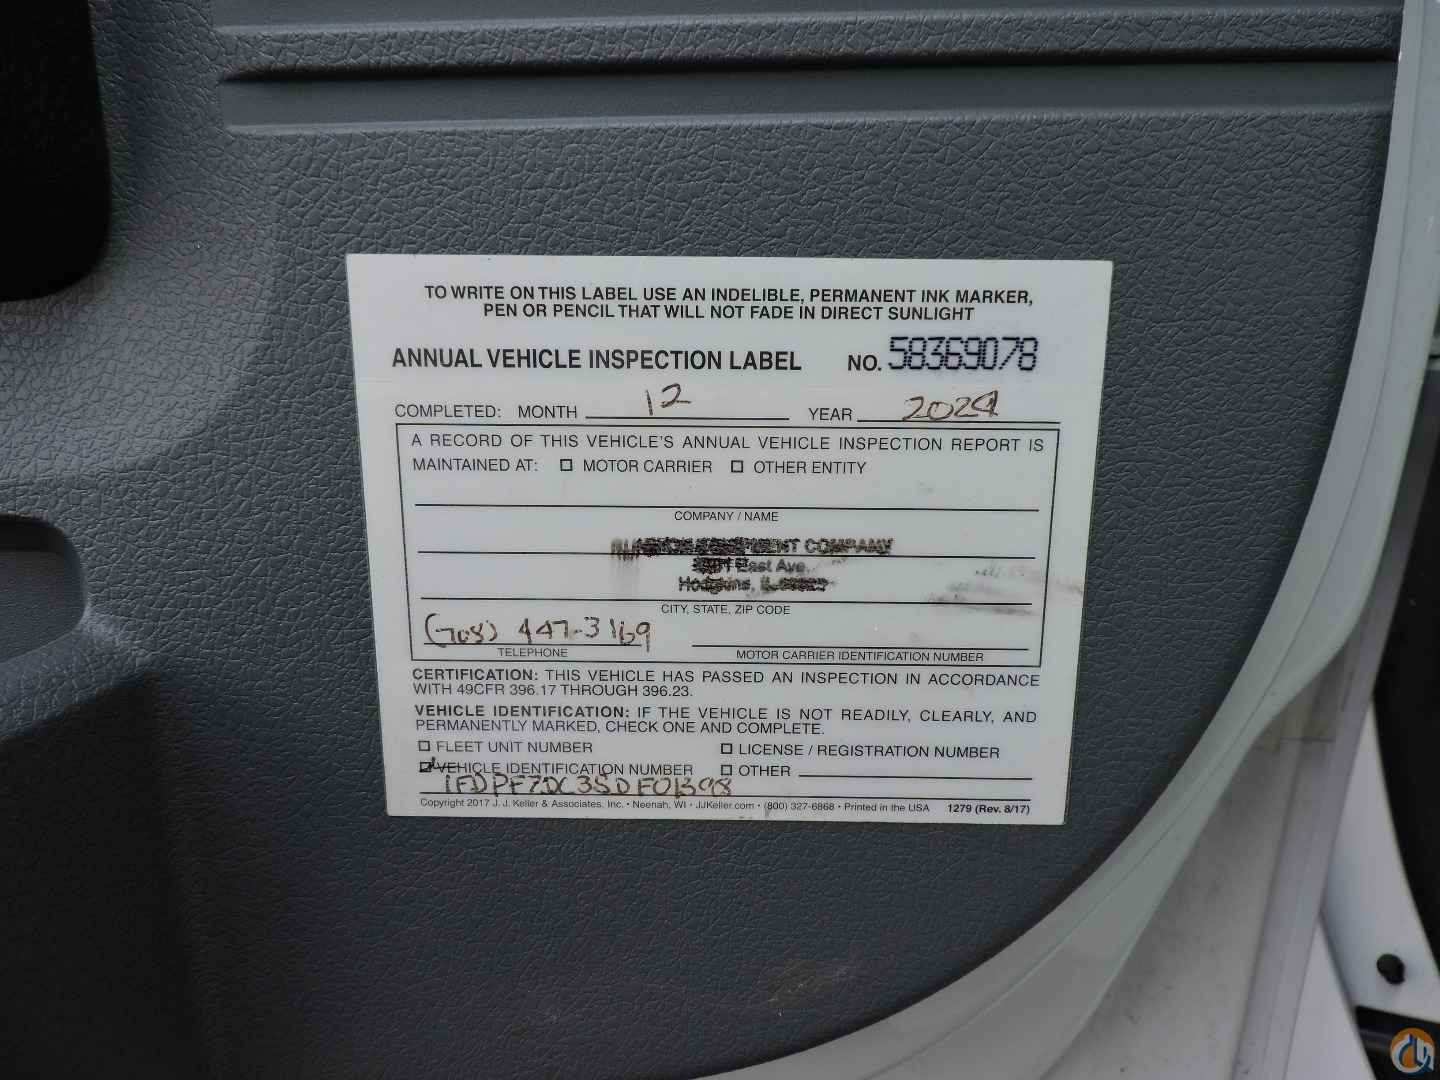 TO WRITE ON THIS LABEL USE AN INDELIBLE, PERMANENT INK MARKER,
PEN OR PENCIL THAT WILL NOT FADE IN DIRECT SUNLIGHT
ANNUAL VEHICLE INSPECTION LABEL NO. 58369078
COMPLETED: MONTH 12 YEAR 2024
A RECORD OF THIS VEHICLE'S ANNUAL VEHICLE INSPECTION REPORT IS
MAINTAINED AT: ☐ MOTOR CARRIER ☐ OTHER ENTITY
COMPANY / NAME
COMPANY
East Ave.
CITY, STATE, ZIP CODE
(708) 447-3169
TELEPHONE MOTOR CARRIER IDENTIFICATION NUMBER
CERTIFICATION: THIS VEHICLE HAS PASSED AN INSPECTION IN ACCORDANCE
WITH 49CFR 396.17 THROUGH 396.23.
VEHICLE IDENTIFICATION: IF THE VEHICLE IS NOT READILY, CLEARLY, AND
PERMANENTLY MARKED, CHECK ONE AND COMPLETE.
☐ FLEET UNIT NUMBER ☐ LICENSE / REGISTRATION NUMBER
☑ VEHICLE IDENTIFICATION NUMBER ☐ OTHER
Copyright 2017 J. J. Keller & Associates, Inc. • Neenah, WI • JJKeller.com • (800) 327-6868 • Printed in the USA 1279 (Rev. 8/17)